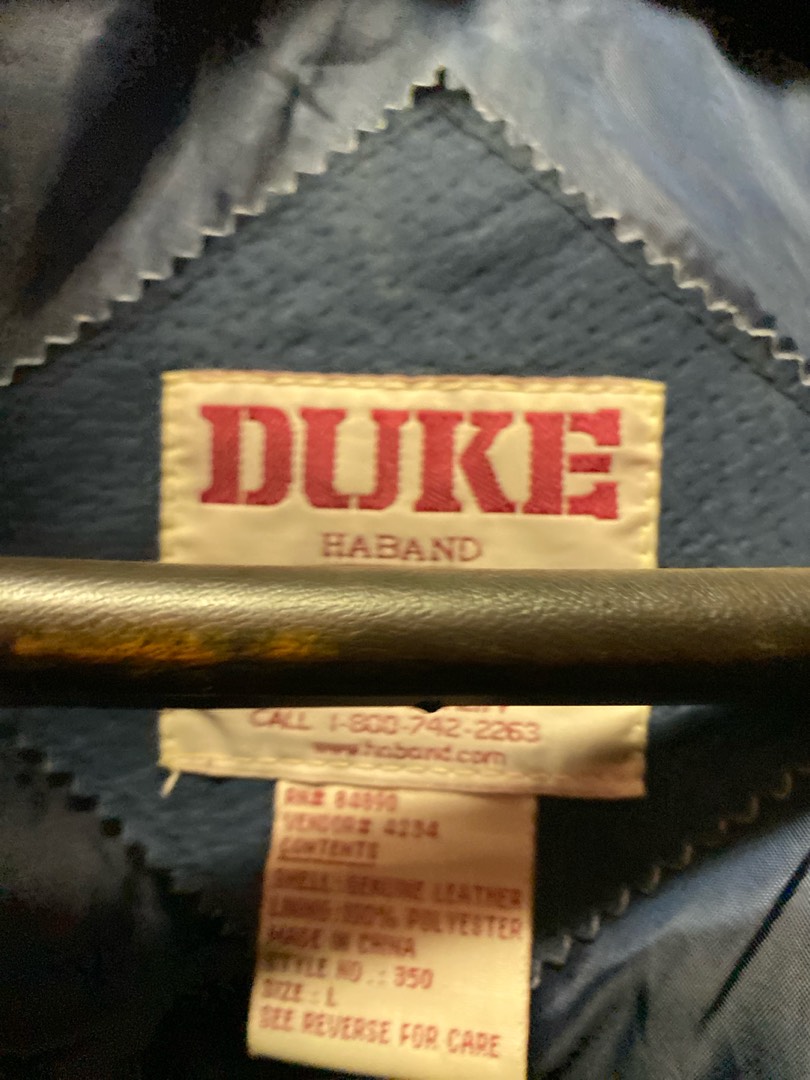 DUKE
HABAND
CALL 1-800-742-2263
www.haband.com
RN# 84890
VENDOR# 4234
CONTENTS
SHELL: GENUINE LEATHER
LINING: 100% POLYESTER
MADE IN CHINA
STYLE NO.: 350
SIZE: L
SEE REVERSE FOR CARE